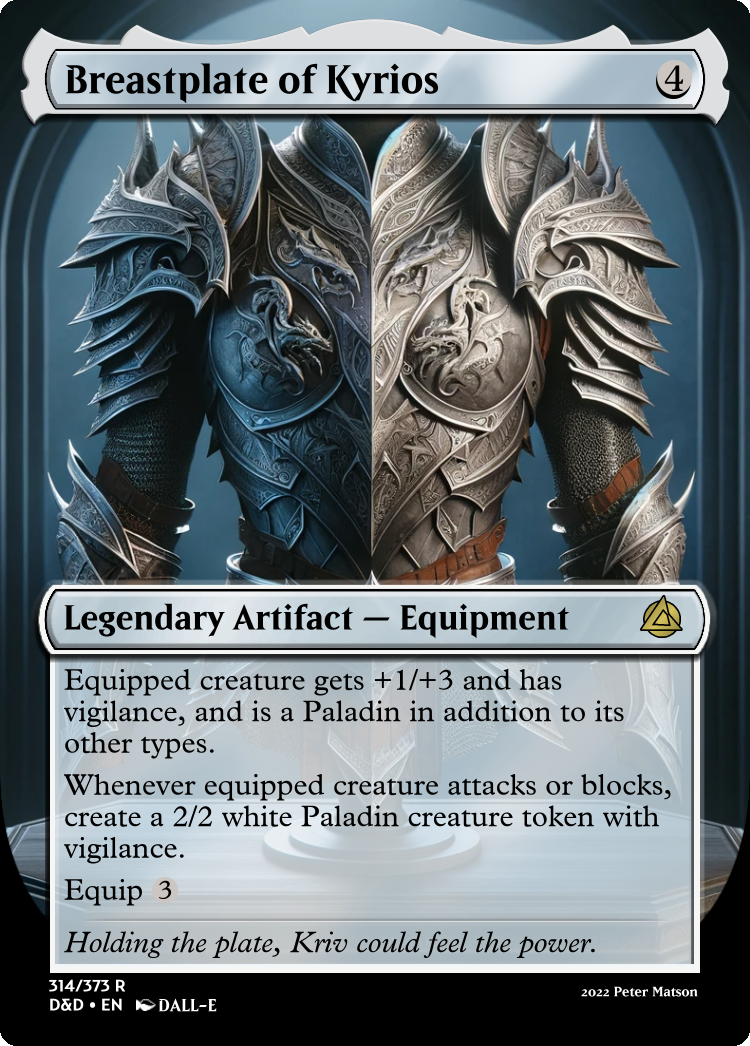 Breastplate of Kyrios 4
Legendary Artifact — Equipment
Equipped creature gets +1/+3 and has
vigilance, and is a Paladin in addition to its
other types.
Whenever equipped creature attacks or blocks,
create a 2/2 white Paladin creature token with
vigilance.
Equip 3
Holding the plate, Kriv could feel the power.
314/373 R
D&D • EN DALL-E
2022 Peter Matson